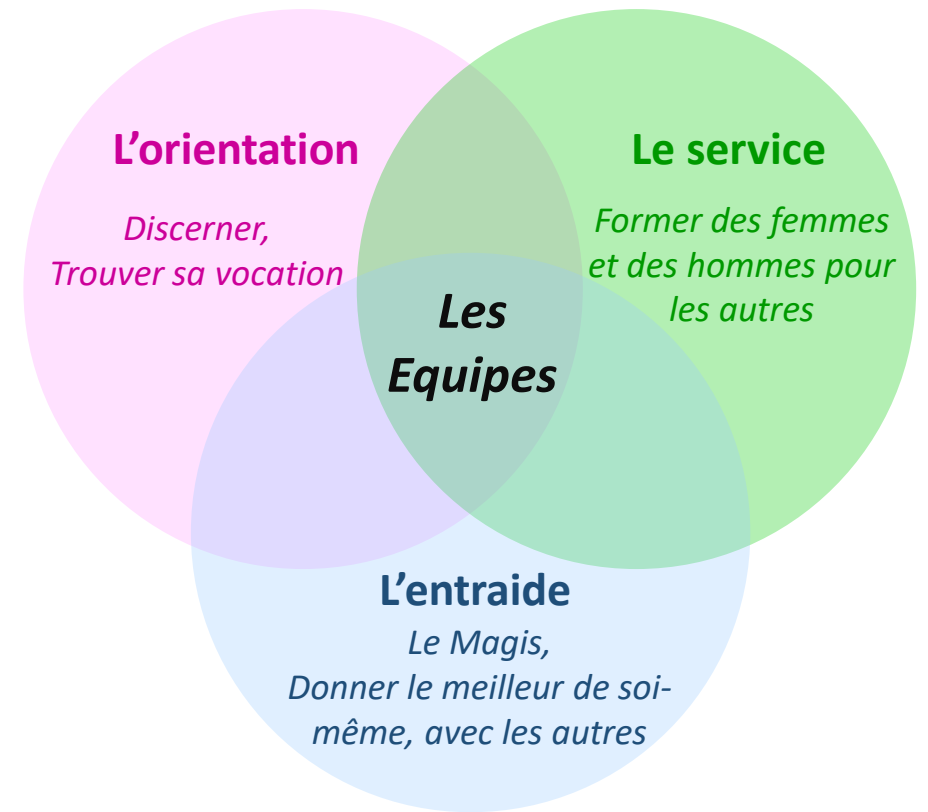 L’orientation
Discerner,
Trouver sa vocation
Le service
Former des femmes
et des hommes pour
les autres
Les
Equipes
L’entraide
Le Magis,
Donner le meilleur de soi-
même, avec les autres